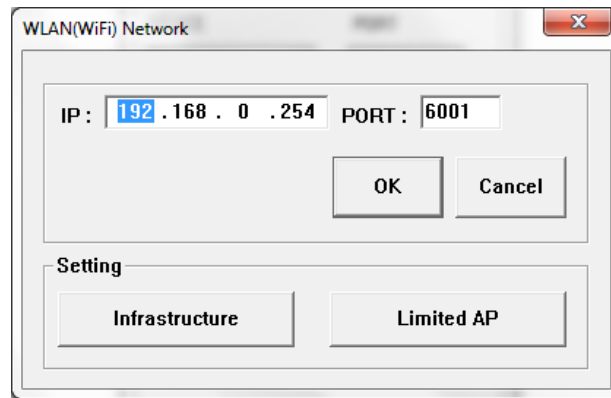 WLAN(WiFi) Network
IP : 192 . 168 . 0 . 254 PORT : 6001
OK Cancel
Setting
Infrastructure Limited AP